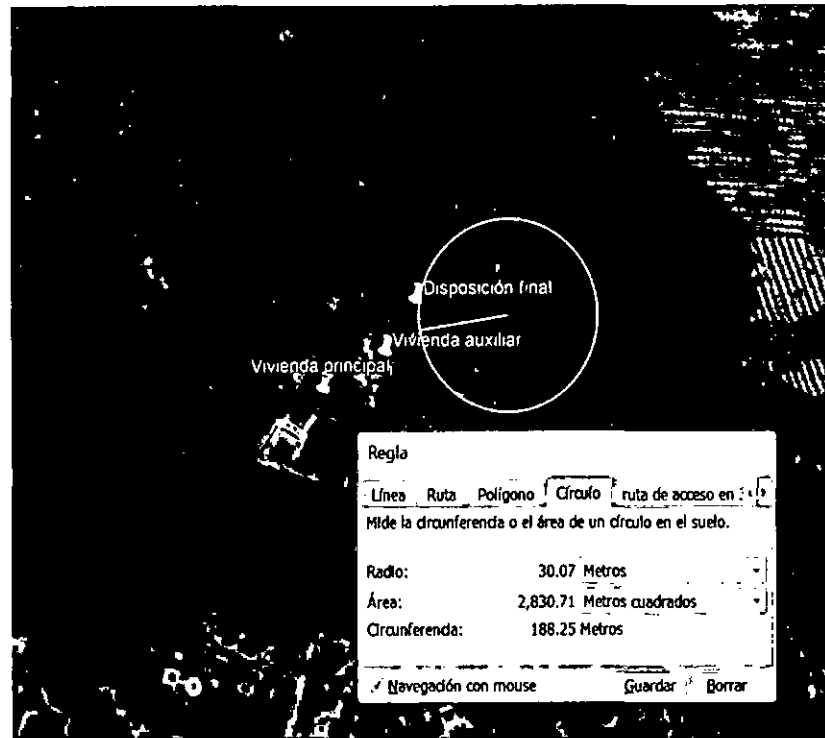 Disposición final
Vivienda auxiliar
Vivienda principal
Regla
Línea Ruta Polígono Círculo ruta de acceso en
Mide la circunferencia o el área de un círculo en el suelo.
Radio: 30.07 Metros
Área: 2,830.71 Metros cuadrados
Circunferencia: 188.25 Metros
Navegación con mouse Guardar Borrar